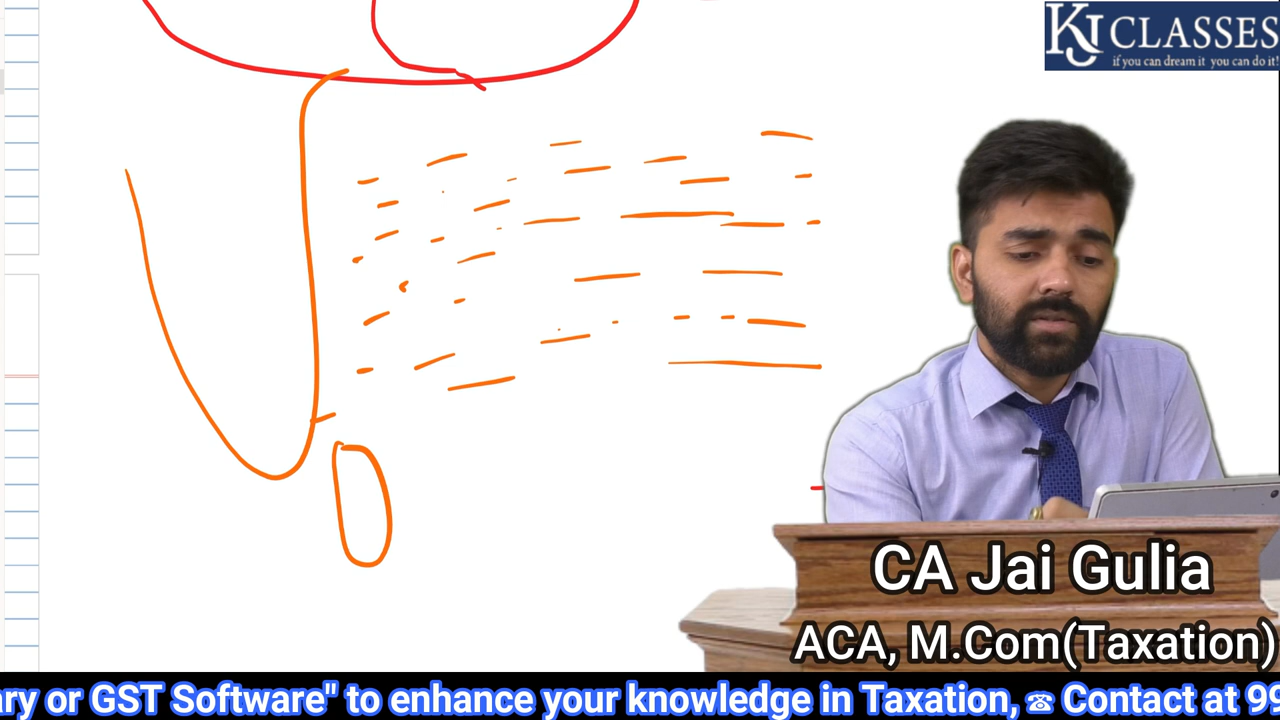 KJ CLASSES
if you can dream it you can do it!
CA Jai Gulia
ACA, M.Com(Taxation)
ary or GST Software" to enhance your knowledge in Taxation, ☎ Contact at 99